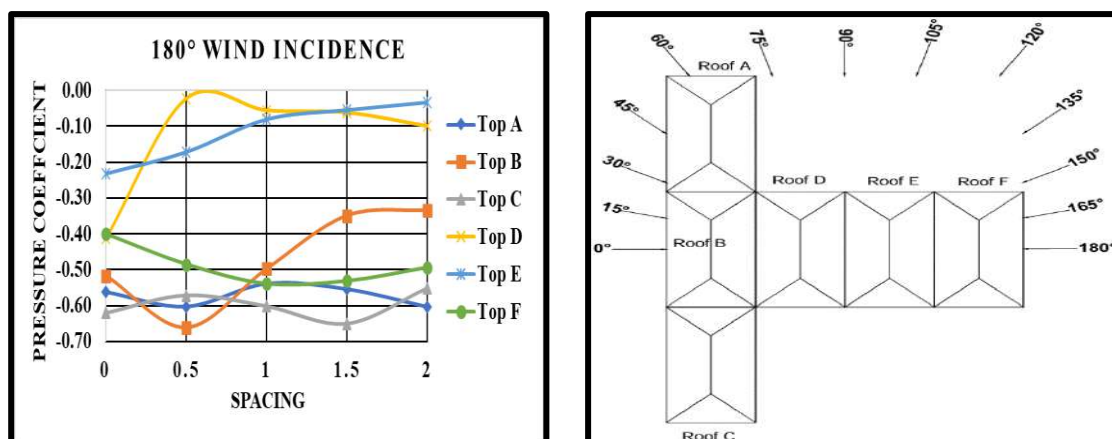 180° WIND INCIDENCE
PRESSURE COEFFCIENT
0.00
-0.10
-0.20
-0.30
-0.40
-0.50
-0.60
-0.70
0 0.5 1 1.5 2
SPACING
Top A
Top B
Top C
Top D
Top E
Top F
60° 75° 90° 105° 120°
Roof A
45° 135°
30° 150°
Roof D Roof E Roof F
15° 165°
Roof B
0° 180°
Roof C